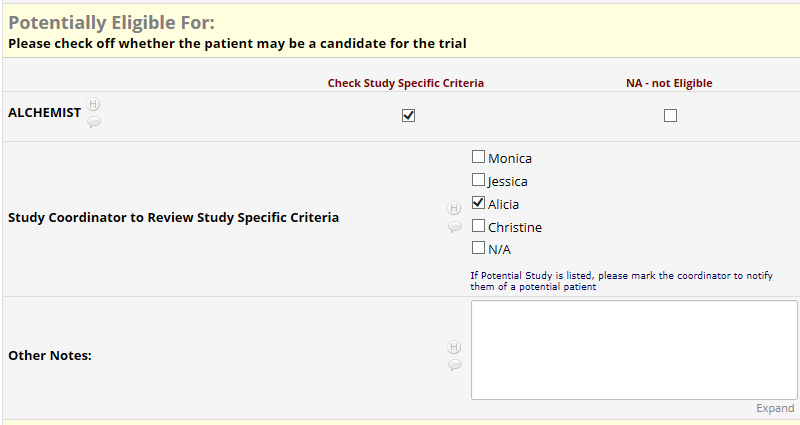 Potentially Eligible For:
Please check off whether the patient may be a candidate for the trial
Check Study Specific Criteria
NA - not Eligible
ALCHEMIST
H
Study Coordinator to Review Study Specific Criteria
H
Monica
Jessica
Alicia
Christine
N/A
If Potential Study is listed, please mark the coordinator to notify
them of a potential patient
Other Notes:
H
Expand